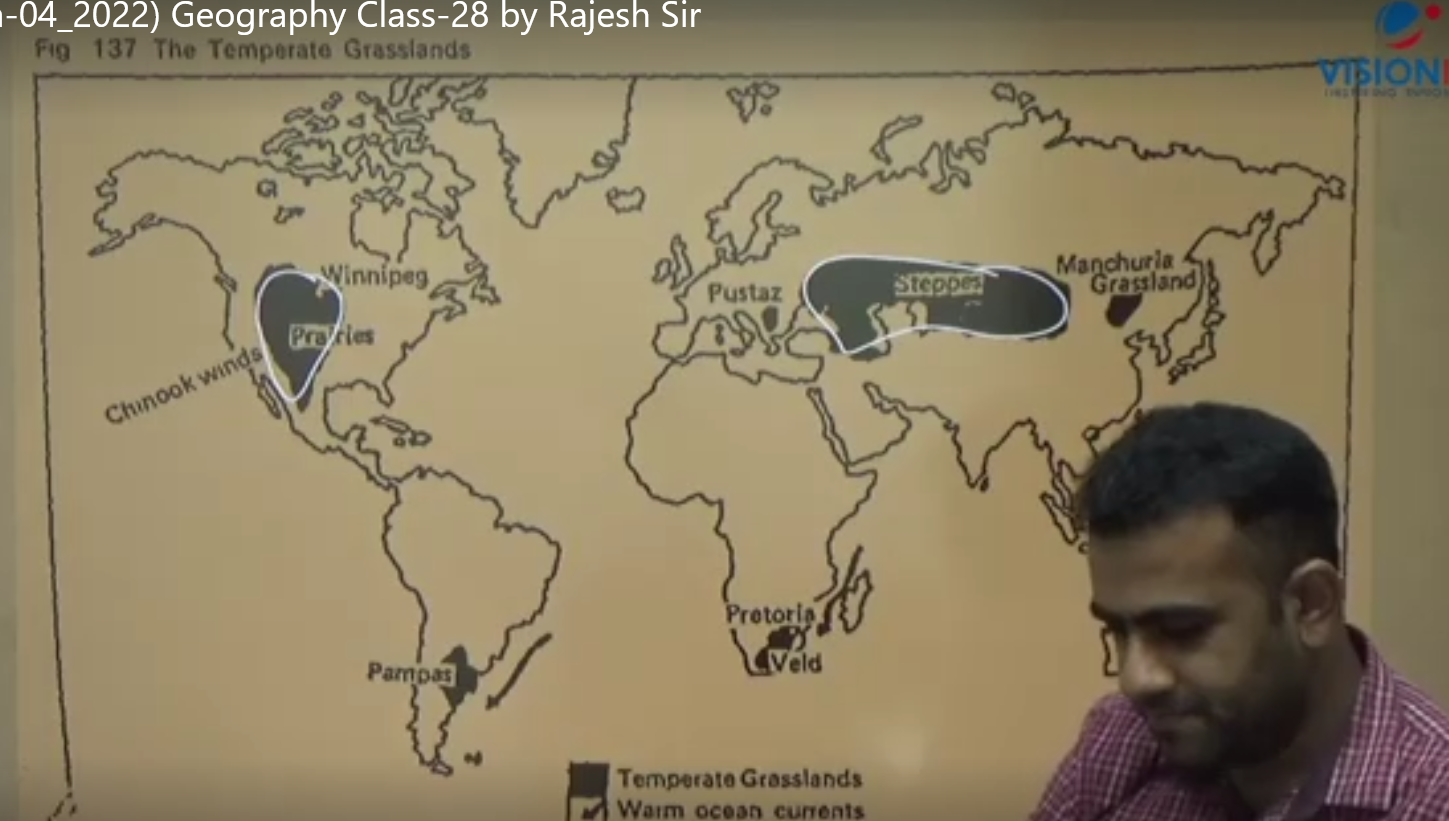 -04_2022) Geography Class-28 by Rajesh Sir
Fig 137 The Temperate Grasslands
VISION
Winnipeg
Prairies
Chinook winds
Pustaz
Steppes
Manchuria
Grassland
Pretoria
Veld
Pampas
Temperate Grasslands
Warm ocean currents